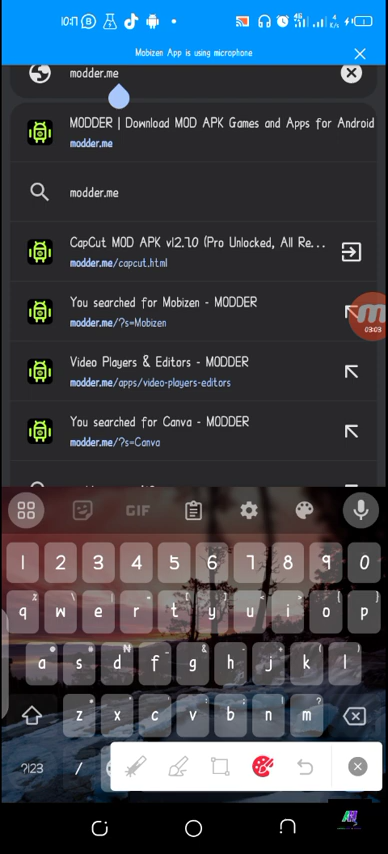 10:17
Mobizen App is using microphone
modder.me
MODDER | Download MOD APK Games and Apps for Android
modder.me
modder.me
CapCut MOD APK v12.7.0 (Pro Unlocked, All Re...
modder.me/capcut.html
You searched for Mobizen - MODDER
modder.me/?s=Mobizen
03:03
Video Players & Editors - MODDER
modder.me/apps/video-players-editors
You searched for Canva - MODDER
modder.me/?s=Canva
GIF
1 2 3 4 5 6 7 8 9 0
q w e r t y u i o p
a s d f g h j k l
z x c v b n m
?123 /